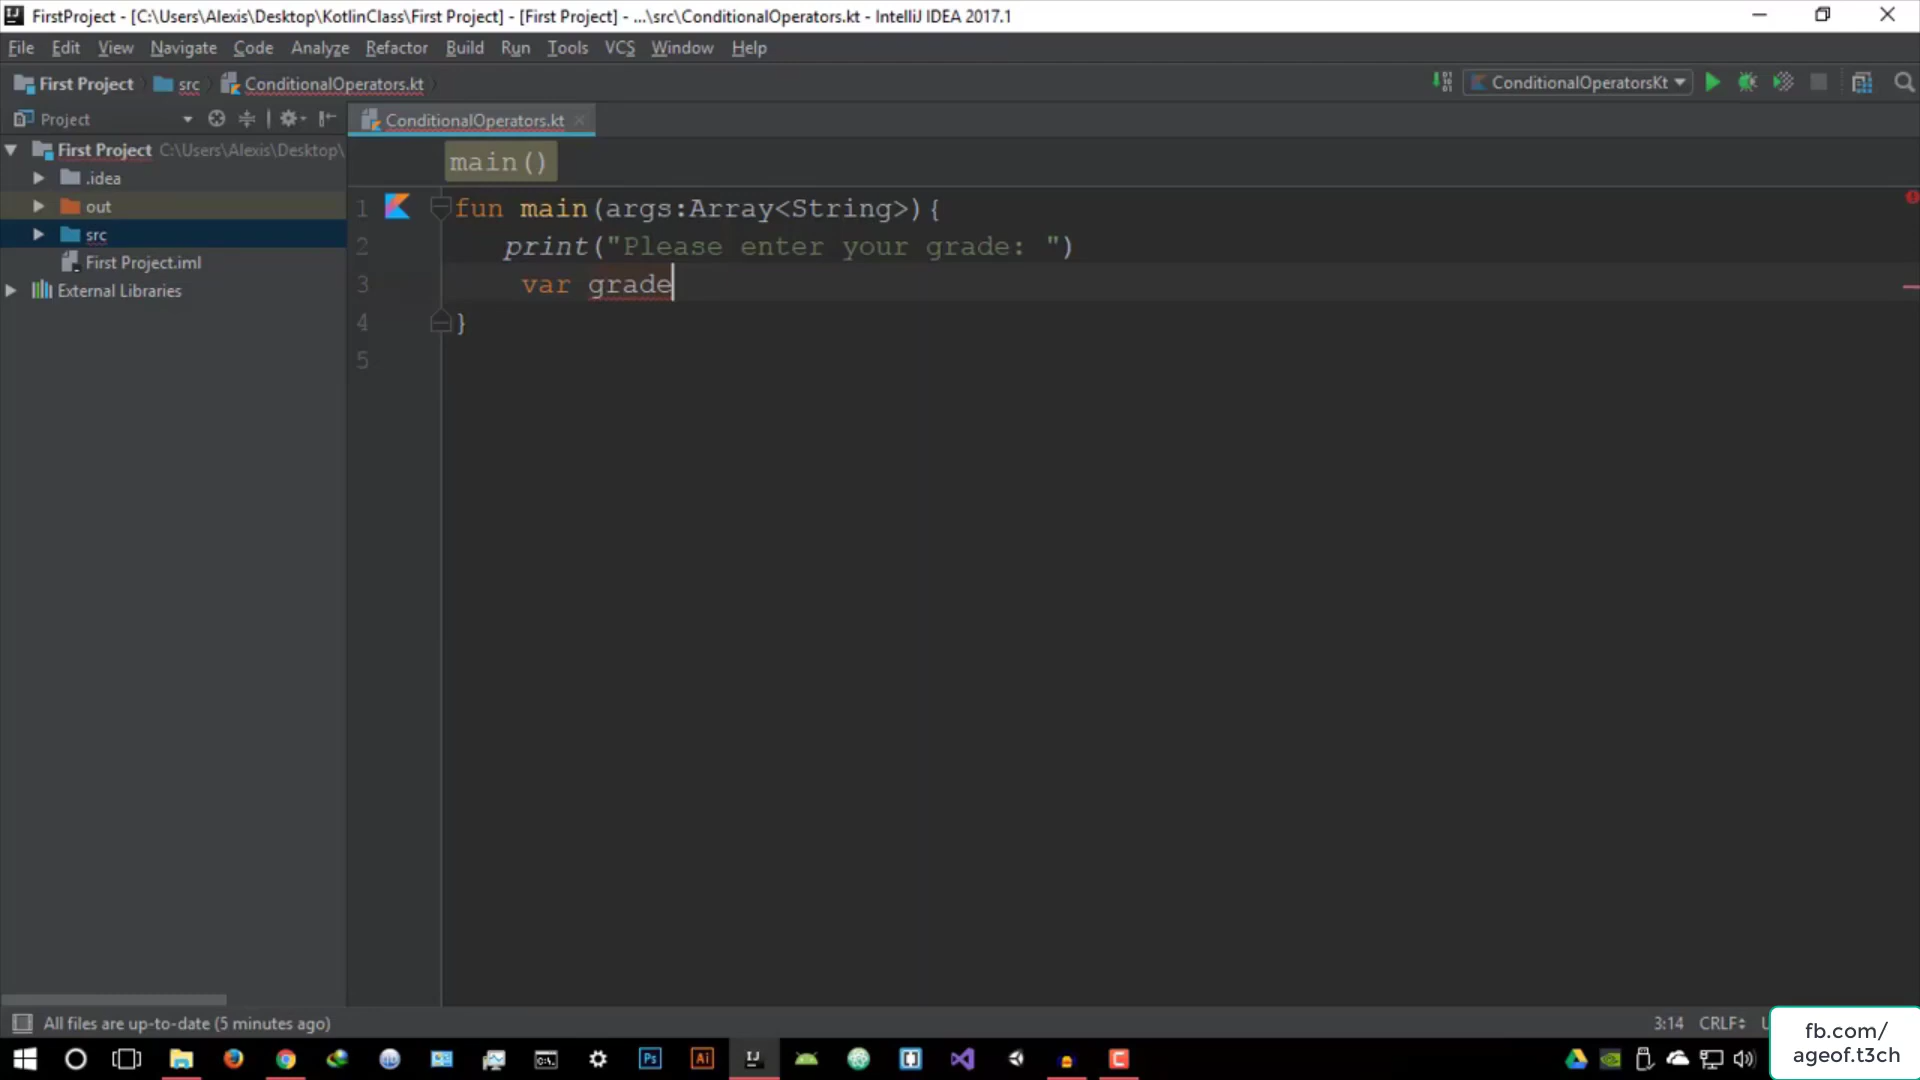 FirstProject - [C:\Users\Alexis\Desktop\KotlinClass\First Project] - [First Project] - ...\src\ConditionalOperators.kt - IntelliJ IDEA 2017.1
File Edit View Navigate Code Analyze Refactor Build Run Tools VCS Window Help
First Project src ConditionalOperators.kt ConditionalOperatorsKt
Project ConditionalOperators.kt
First Project C:\Users\Alexis\Desktop\
main()
.idea
out
src
First Project.iml
External Libraries
1 fun main(args:Array<String>){
2 print("Please enter your grade: ")
3 var grade
4 }
5
All files are up-to-date (5 minutes ago) 3:14 CRLF
fb.com/
ageof.t3ch
Ps Ai IJ